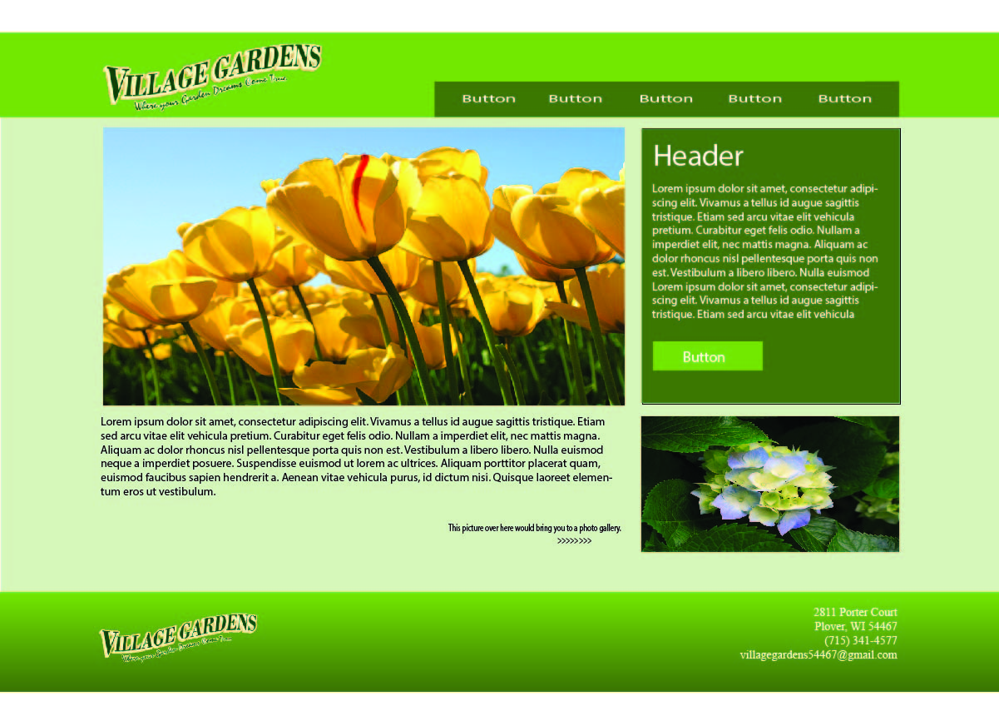 VILLAGE GARDENS
Where your Garden Dreams Come True.
Button Button Button Button Button
Header
Lorem ipsum dolor sit amet, consectetur adipi-
scing elit. Vivamus a tellus id augue sagittis
tristique. Etiam sed arcu vitae elit vehicula
pretium. Curabitur eget felis odio. Nullam a
imperdiet elit, nec mattis magna. Aliquam ac
dolor rhoncus nisl pellentesque porta quis non
est. Vestibulum a libero libero. Nulla euismod
Lorem ipsum dolor sit amet, consectetur adipi-
scing elit. Vivamus a tellus id augue sagittis
tristique. Etiam sed arcu vitae elit vehicula
Button
Lorem ipsum dolor sit amet, consectetur adipiscing elit. Vivamus a tellus id augue sagittis tristique. Etiam
sed arcu vitae elit vehicula pretium. Curabitur eget felis odio. Nullam a imperdiet elit, nec mattis magna.
Aliquam ac dolor rhoncus nisl pellentesque porta quis non est. Vestibulum a libero libero. Nulla euismod
neque a imperdiet posuere. Suspendisse euismod ut lorem ac ultrices. Aliquam porttitor placerat quam,
euismod faucibus sapien hendrerit a. Aenean vitae vehicula purus, id dictum nisi. Quisque laoreet elemen-
tum eros ut vestibulum.
This picture over here would bring you to a photo gallery.
>>>>>>>>
VILLAGE GARDENS
Where your Garden Dreams Come True.
2811 Porter Court
Plover, WI 54467
(715) 341-4577
villagegardens54467@gmail.com